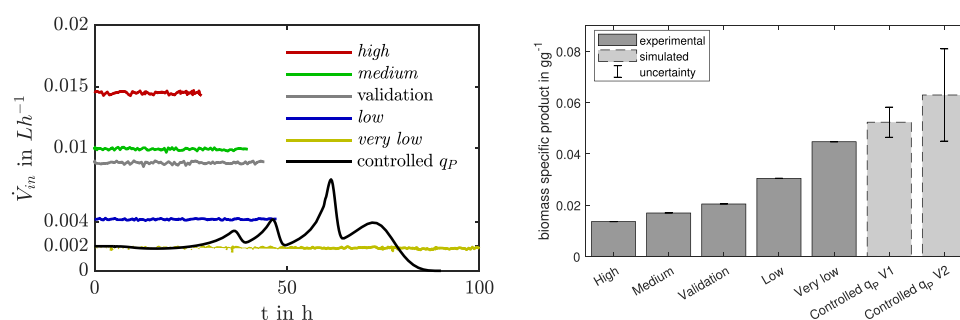 0.02
0.015
0.01
0.004
0.002
0
V̇in in Lh⁻¹
high
medium
validation
low
very low
controlled qP
0 50 100
t in h
0.08
0.06
0.04
0.02
0
biomass specific product in gg⁻¹
experimental
simulated
uncertainty
High
Medium
Validation
Low
Very low
Controlled qP V1
Controlled qP V2